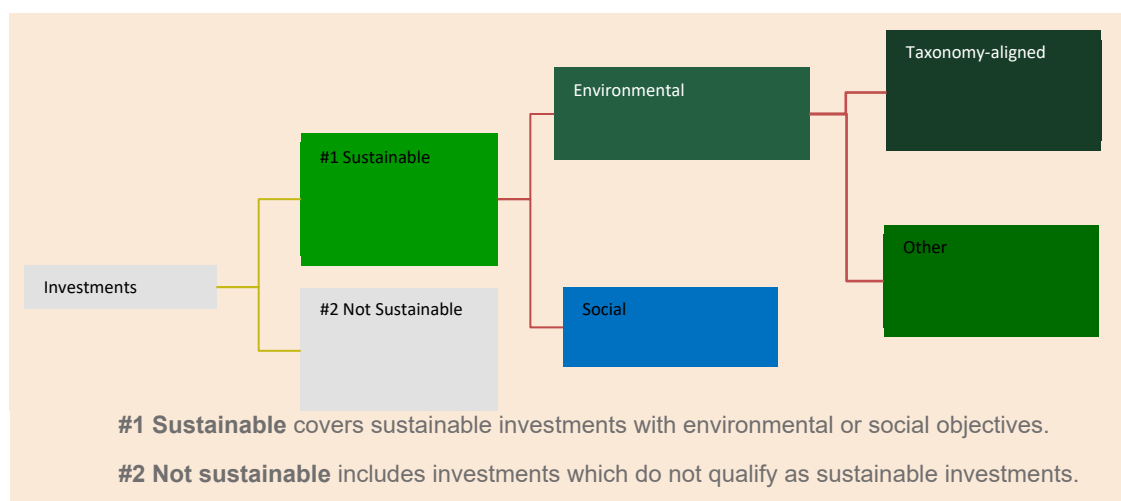 Taxonomy-aligned
Environmental
#1 Sustainable
Other
Investments
#2 Not Sustainable
Social
#1 Sustainable covers sustainable investments with environmental or social objectives.
#2 Not sustainable includes investments which do not qualify as sustainable investments.